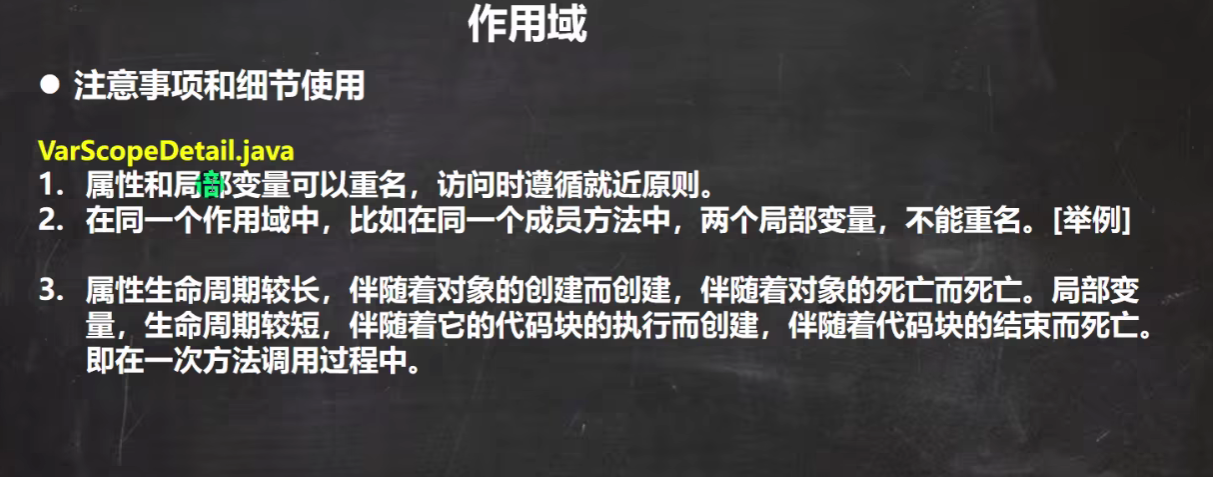 作用域
● 注意事项和细节使用
VarScopeDetail.java
1. 属性和局部变量可以重名，访问时遵循就近原则。
2. 在同一个作用域中，比如在同一个成员方法中，两个局部变量，不能重名。[举例]
3. 属性生命周期较长，伴随着对象的创建而创建，伴随着对象的死亡而死亡。局部变
量，生命周期较短，伴随着它的代码块的执行而创建，伴随着代码块的结束而死亡。
即在一次方法调用过程中。